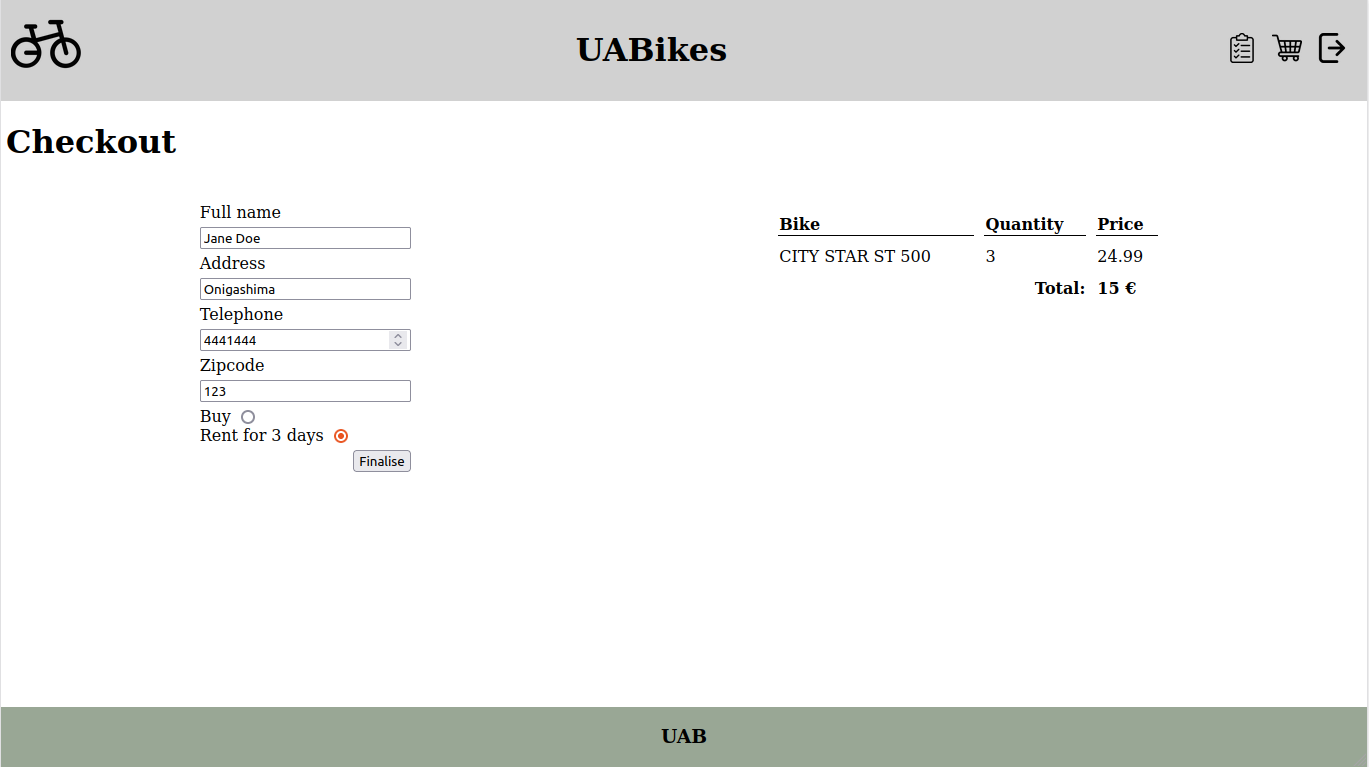 UABikes
Checkout
Full name
Jane Doe
Address
Onigashima
Telephone
4441444
Zipcode
123
Buy
Rent for 3 days
Finalise
Bike Quantity Price
CITY STAR ST 500 3 24.99
Total: 15 €
UAB